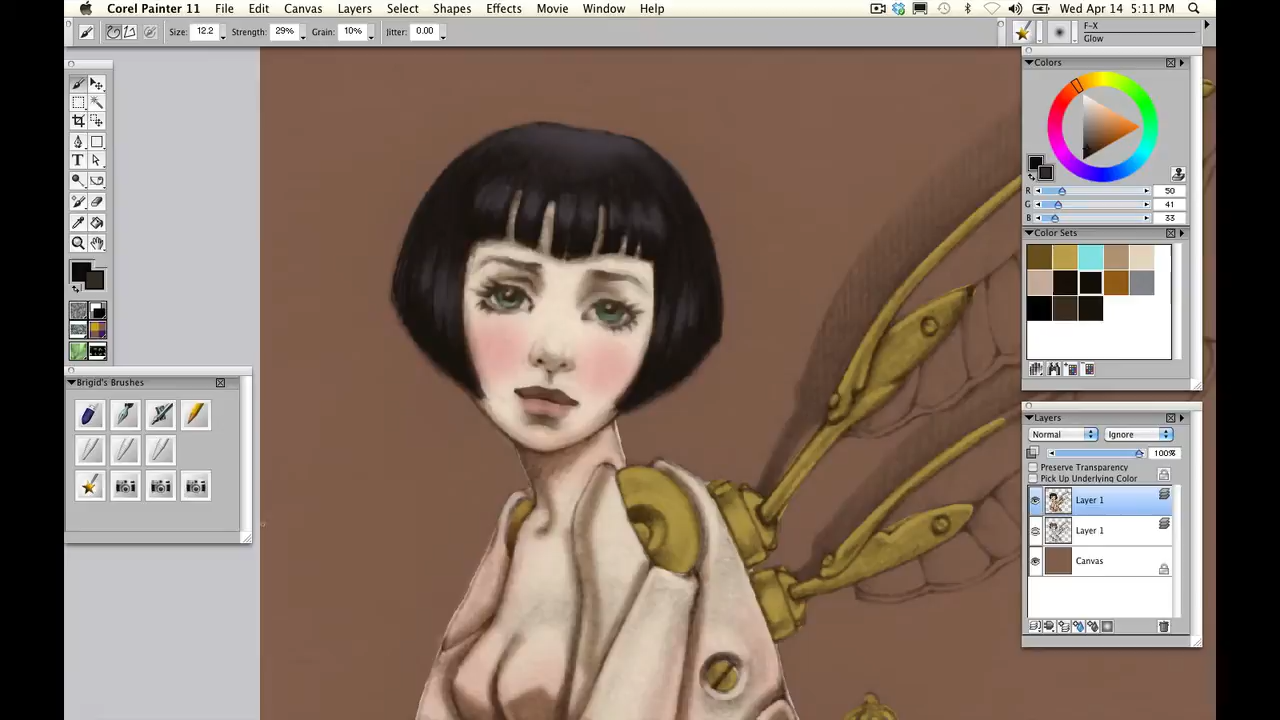 Corel Painter 11 File Edit Canvas Layers Select Shapes Effects Movie Window Help Wed Apr 14 5:11 PM
Size: 12.2 Strength: 29% Grain: 10% Jitter: 0.00
F-X
Glow
Colors
R 50
G 41
B 33
Color Sets
T
Brigid's Brushes
Layers
Normal Ignore
100%
Preserve Transparency
Pick Up Underlying Color
Layer 1
Layer 1
Canvas